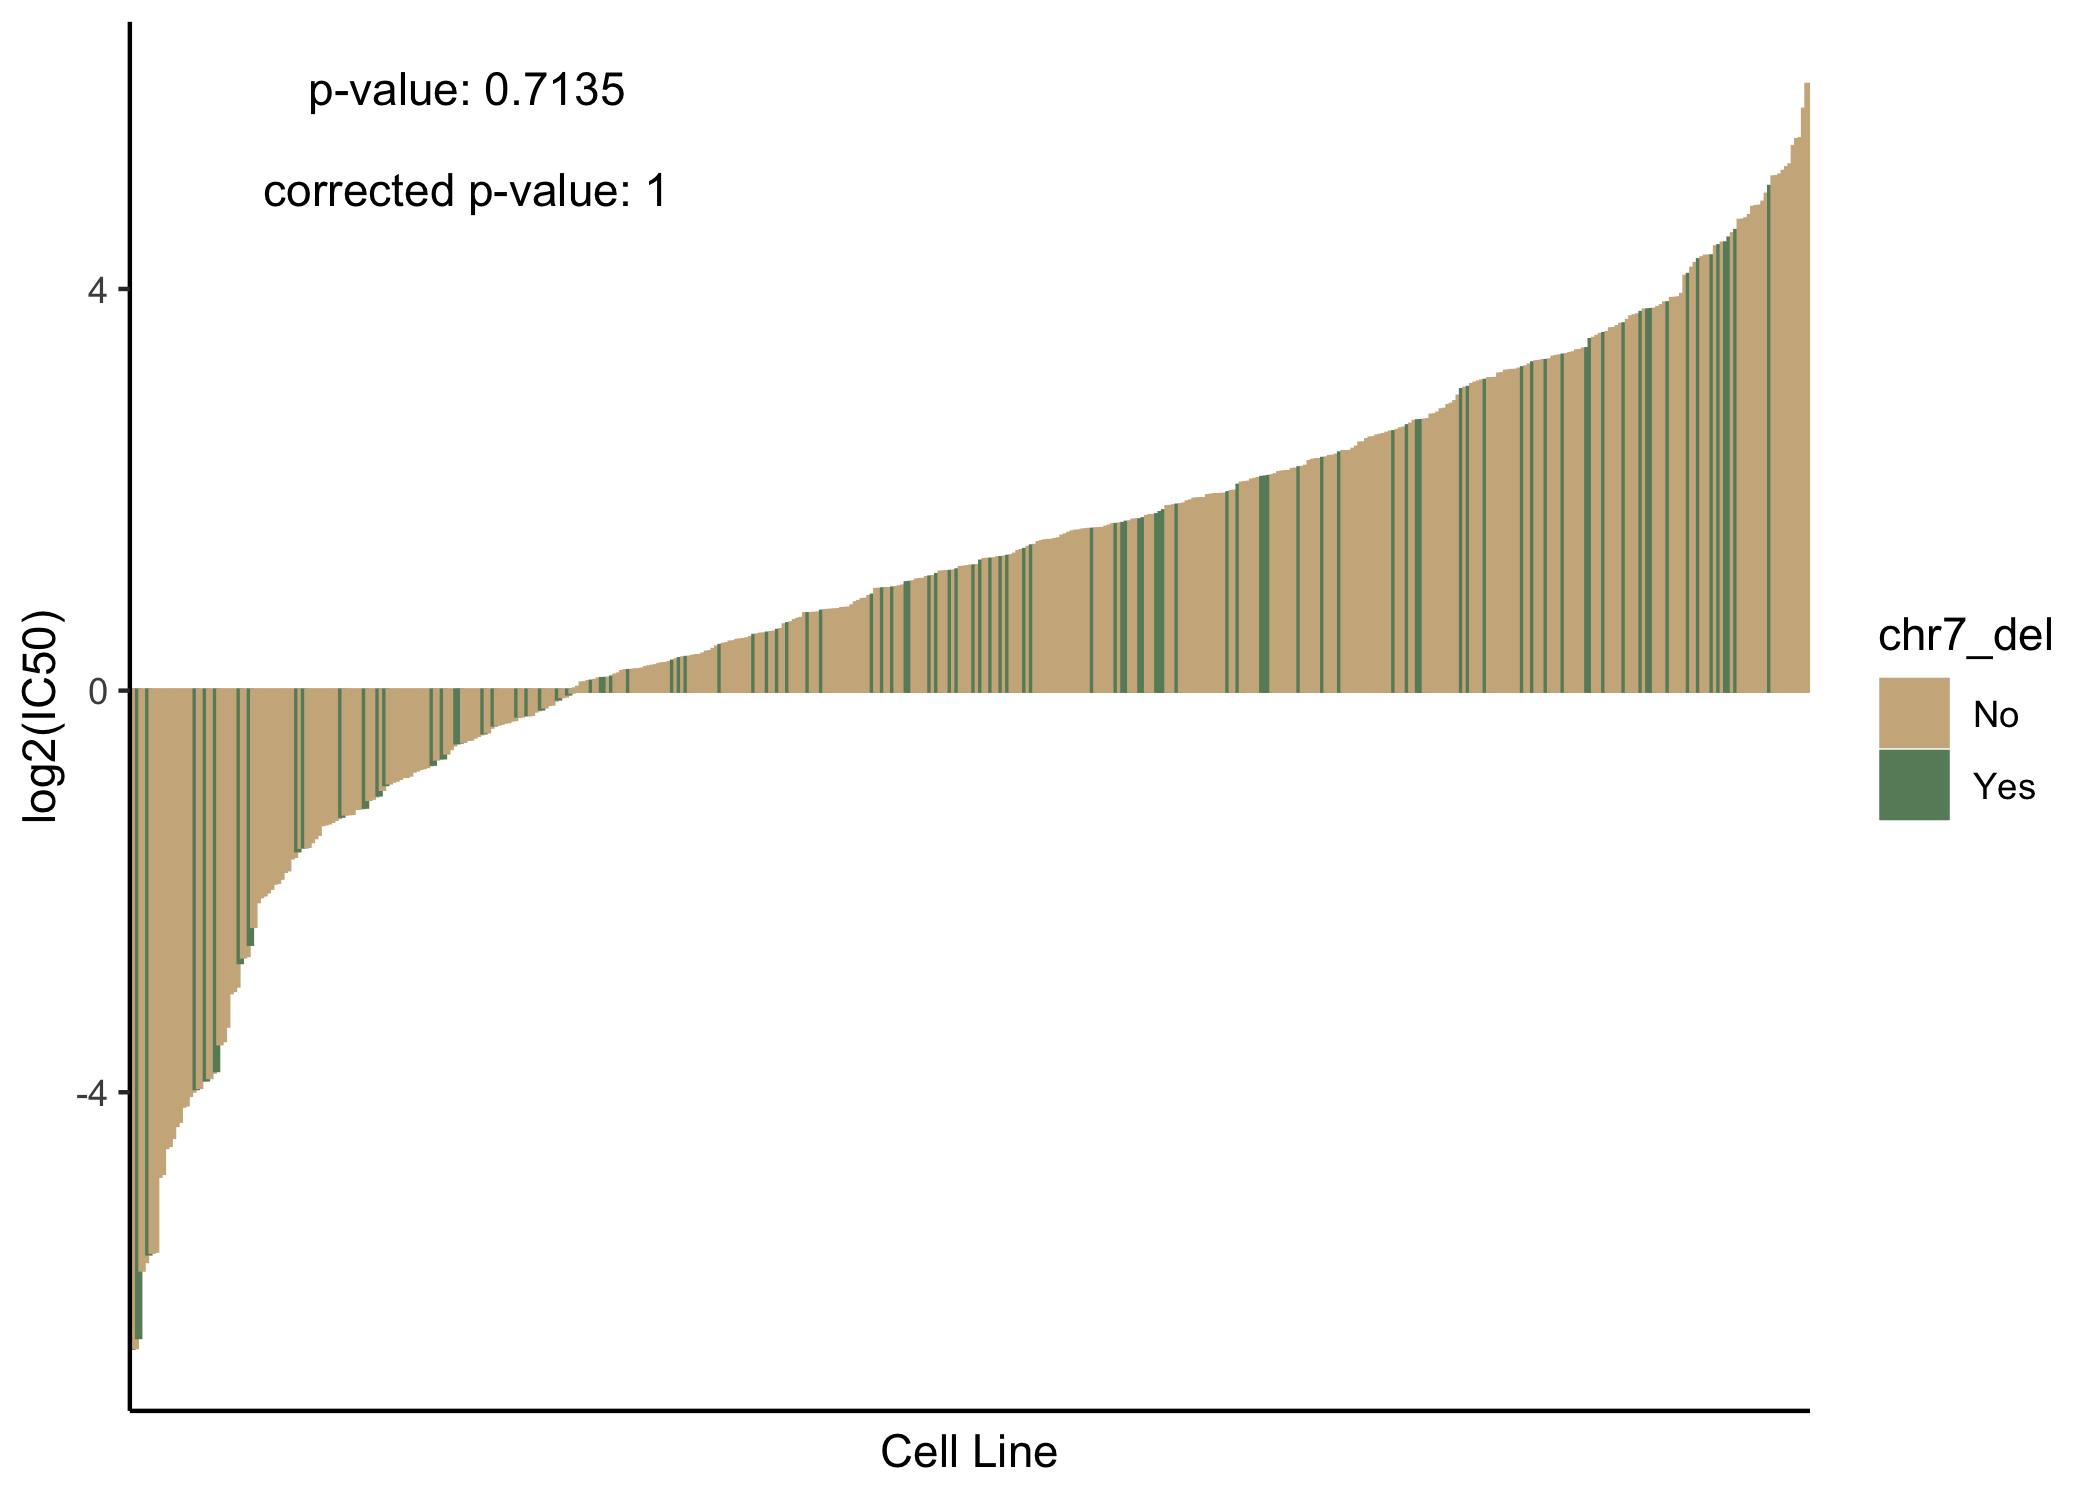 p-value: 0.7135
corrected p-value: 1
4
0
-4
log2(IC50)
Cell Line
chr7_del
No
Yes